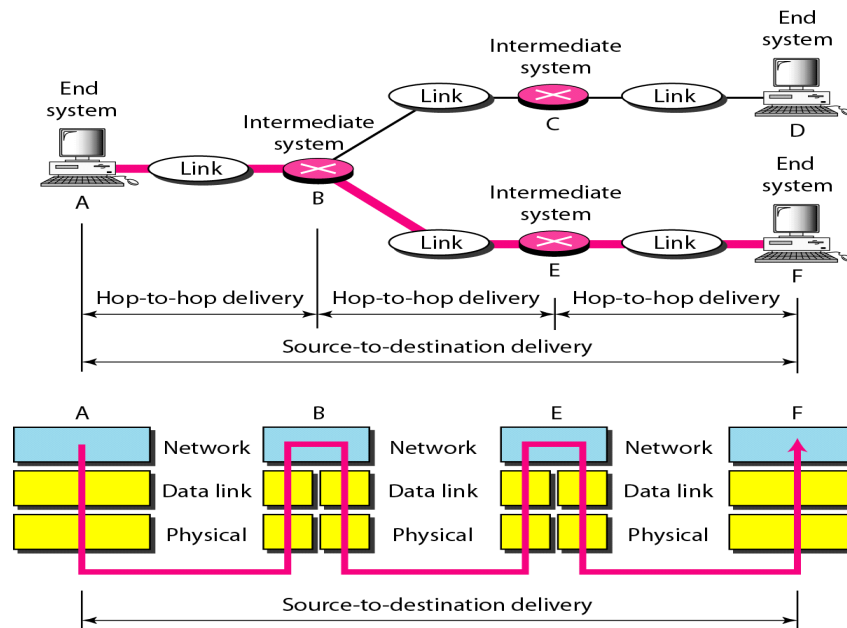 End
system
Intermediate
system
Link
C
Link
D
End
system
Intermediate
system
Link
A
B
End
system
Intermediate
system
Link
E
Link
F
Hop-to-hop delivery
Hop-to-hop delivery
Hop-to-hop delivery
Source-to-destination delivery
A B E F
Network Network Network
Data link Data link Data link
Physical Physical Physical
Source-to-destination delivery